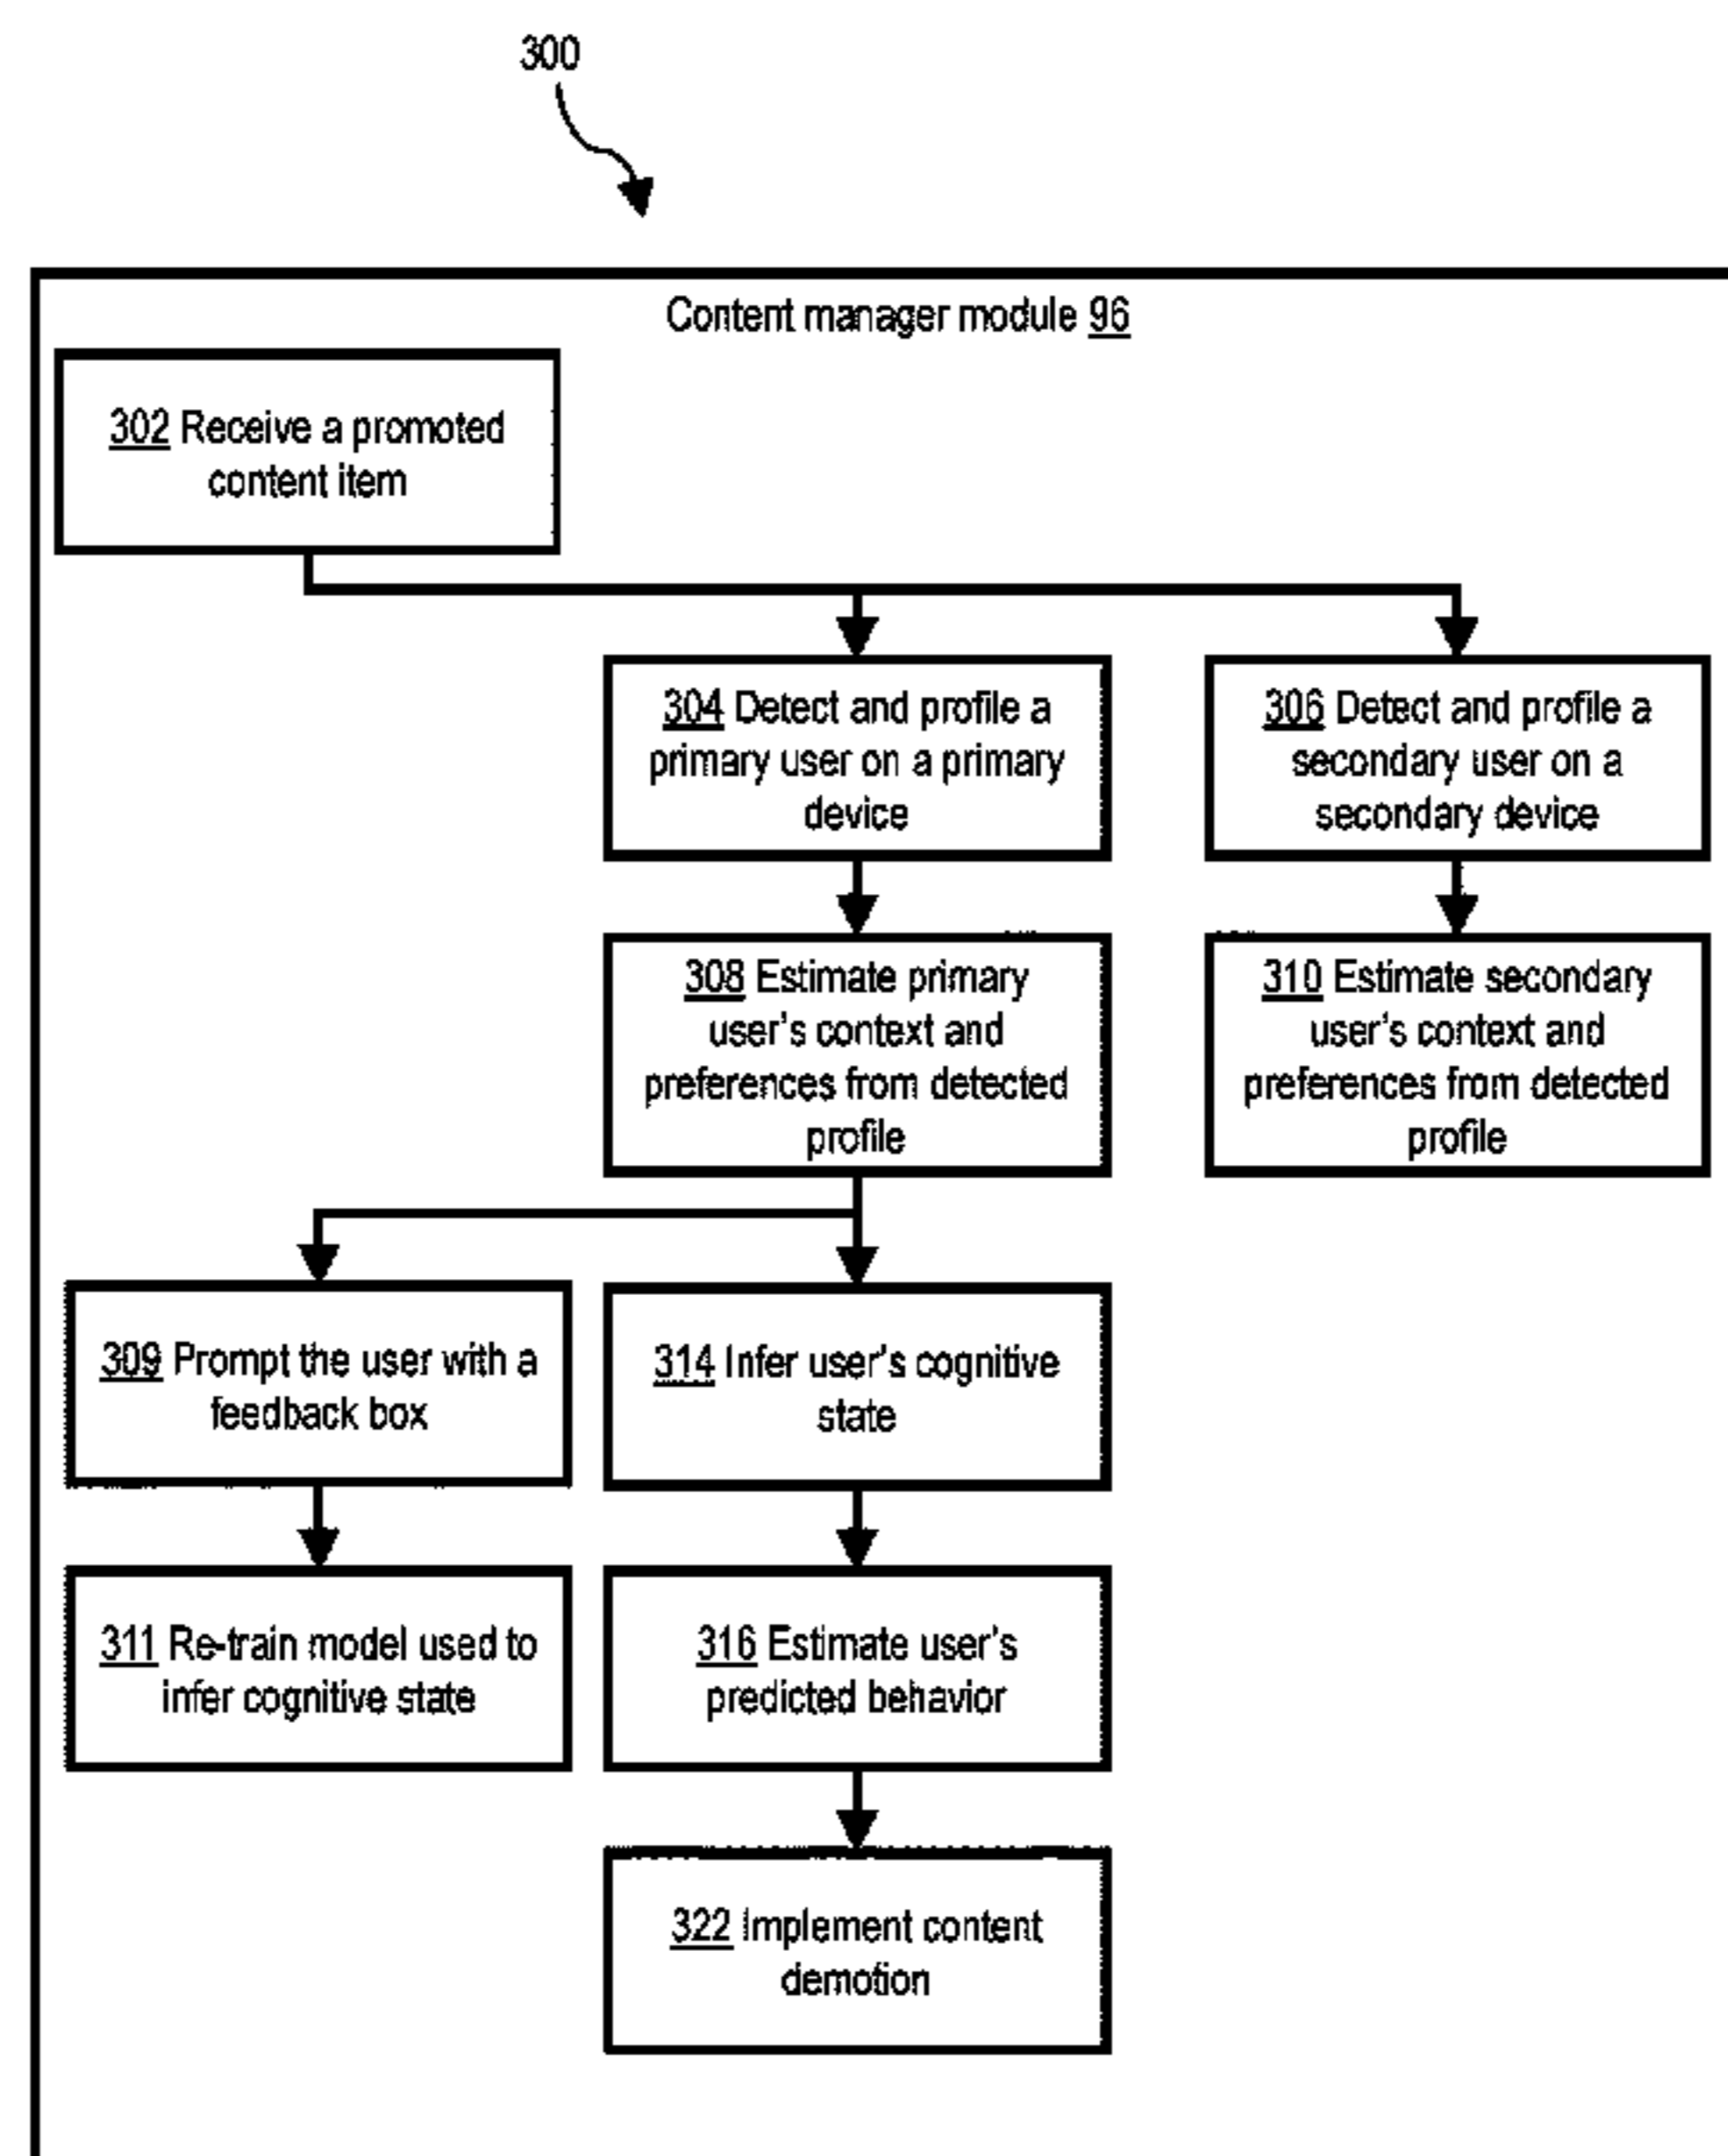 300
Content manager module 96
302 Receive a promoted
content item
304 Detect and profile a
primary user on a primary
device
306 Detect and profile a
secondary user on a
secondary device
308 Estimate primary
user's context and
preferences from detected
profile
310 Estimate secondary
user's context and
preferences from detected
profile
309 Prompt the user with a
feedback box
314 Infer user's cognitive
state
311 Re-train model used to
infer cognitive state
316 Estimate user's
predicted behavior
322 Implement content
demotion